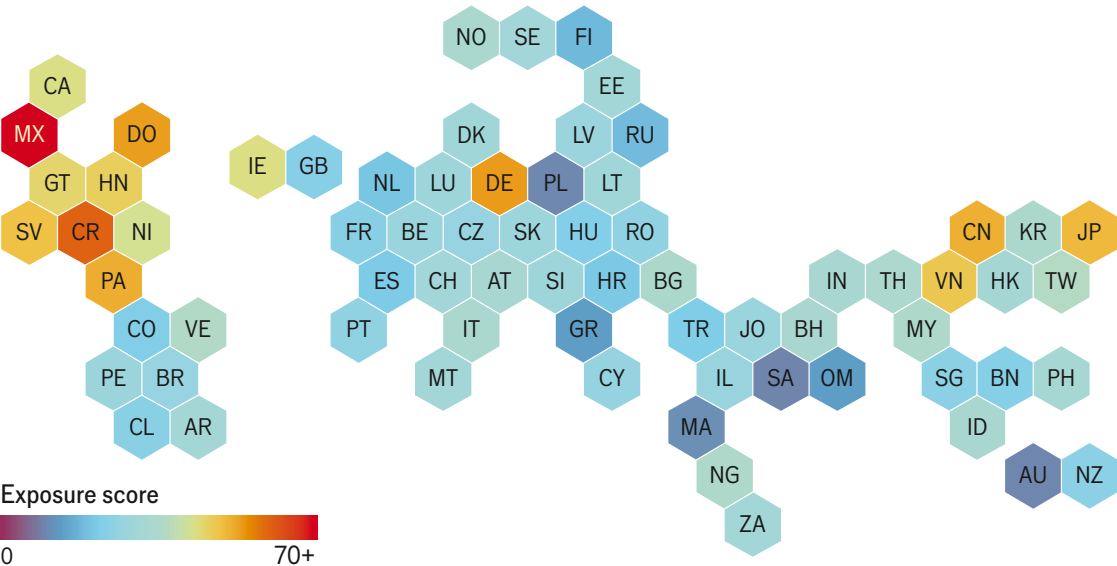 NO SE FI
CA EE
MX DO DK LV RU
IE GB
GT HN NL LU DE PL LT
SV CR NI FR BE CZ SK HU RO CN KR JP
PA ES CH AT SI HR BG IN TH VN HK TW
CO VE PT IT GR TR JO BH MY
PE BR MT CY IL SA OM SG BN PH
CL AR MA ID
NG AU NZ
Exposure score
ZA
0 70+